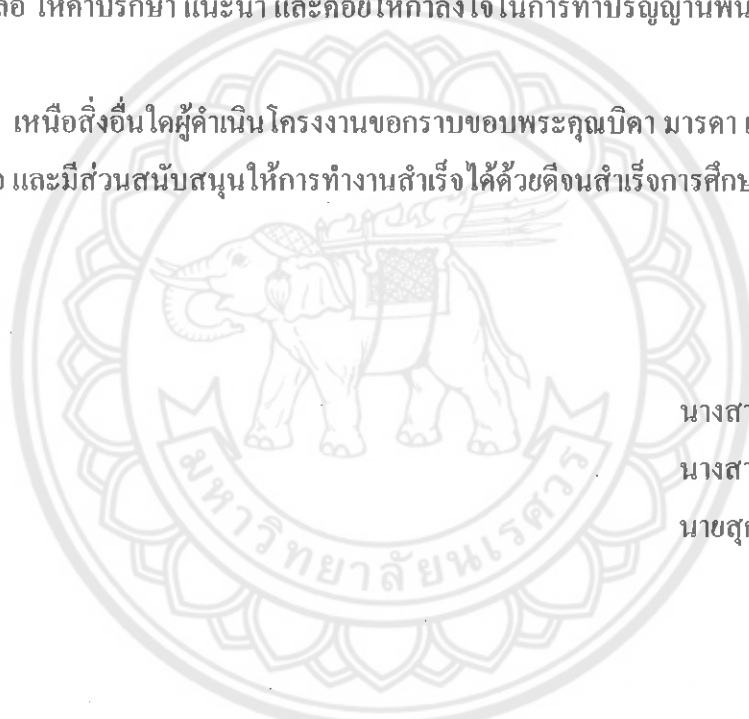 ให้คำปรึกษา แนะนำ และคอยให้กำลังใจในการทำปริญญานิพน
เหนือสิ่งอื่นใดผู้ดำเนินโครงงานขอกราบขอบพระคุณบิดา มารดา
และมีส่วนสนับสนุนให้การทำงานสำเร็จได้ด้วยดีจนสำเร็จการศึกษ
นางสา
นางสา
นายสุ
มหาวิทยาลัยนเรศวร